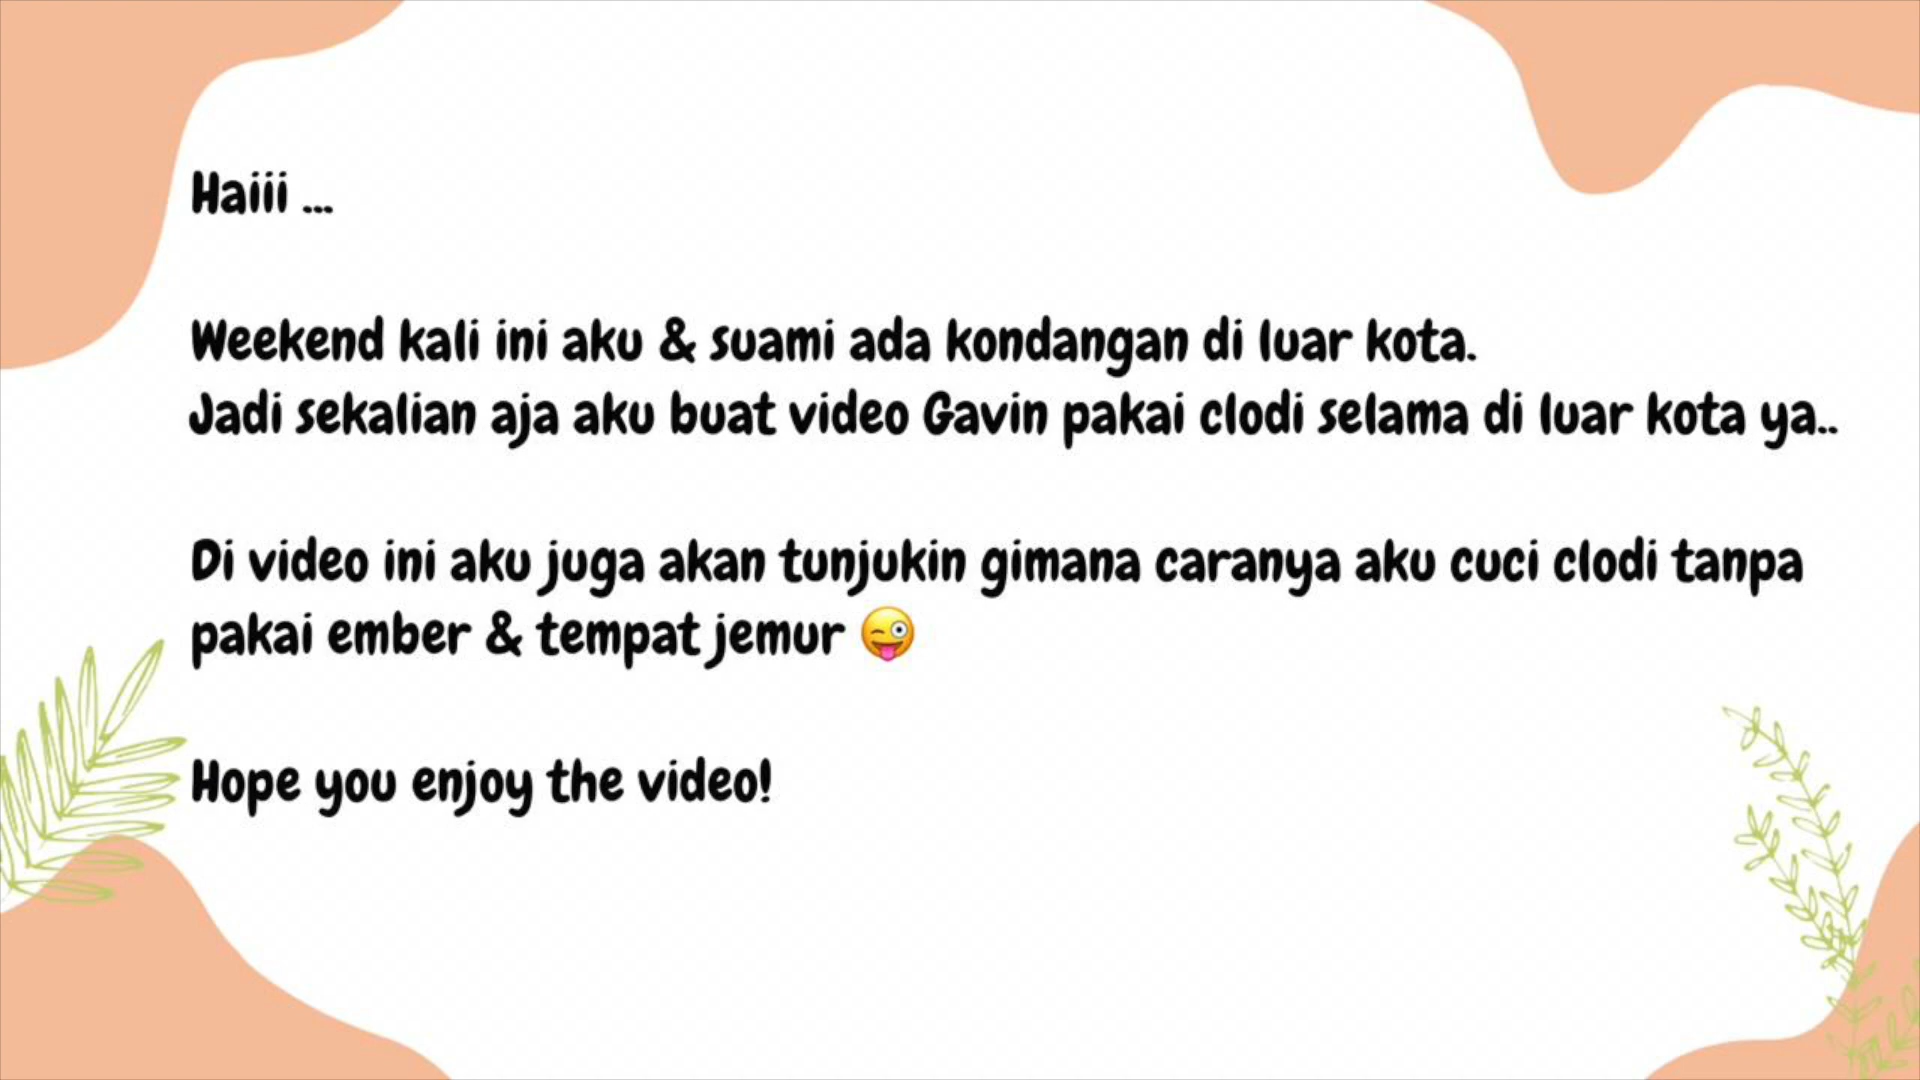 Haiii ...
Weekend kali ini aku & suami ada kondangan di luar kota.
Jadi sekalian aja aku buat video Gavin pakai clodi selama di luar kota ya..
Di video ini aku juga akan tunjukin gimana caranya aku cuci clodi tanpa
pakai ember & tempat jemur 😜
Hope you enjoy the video!